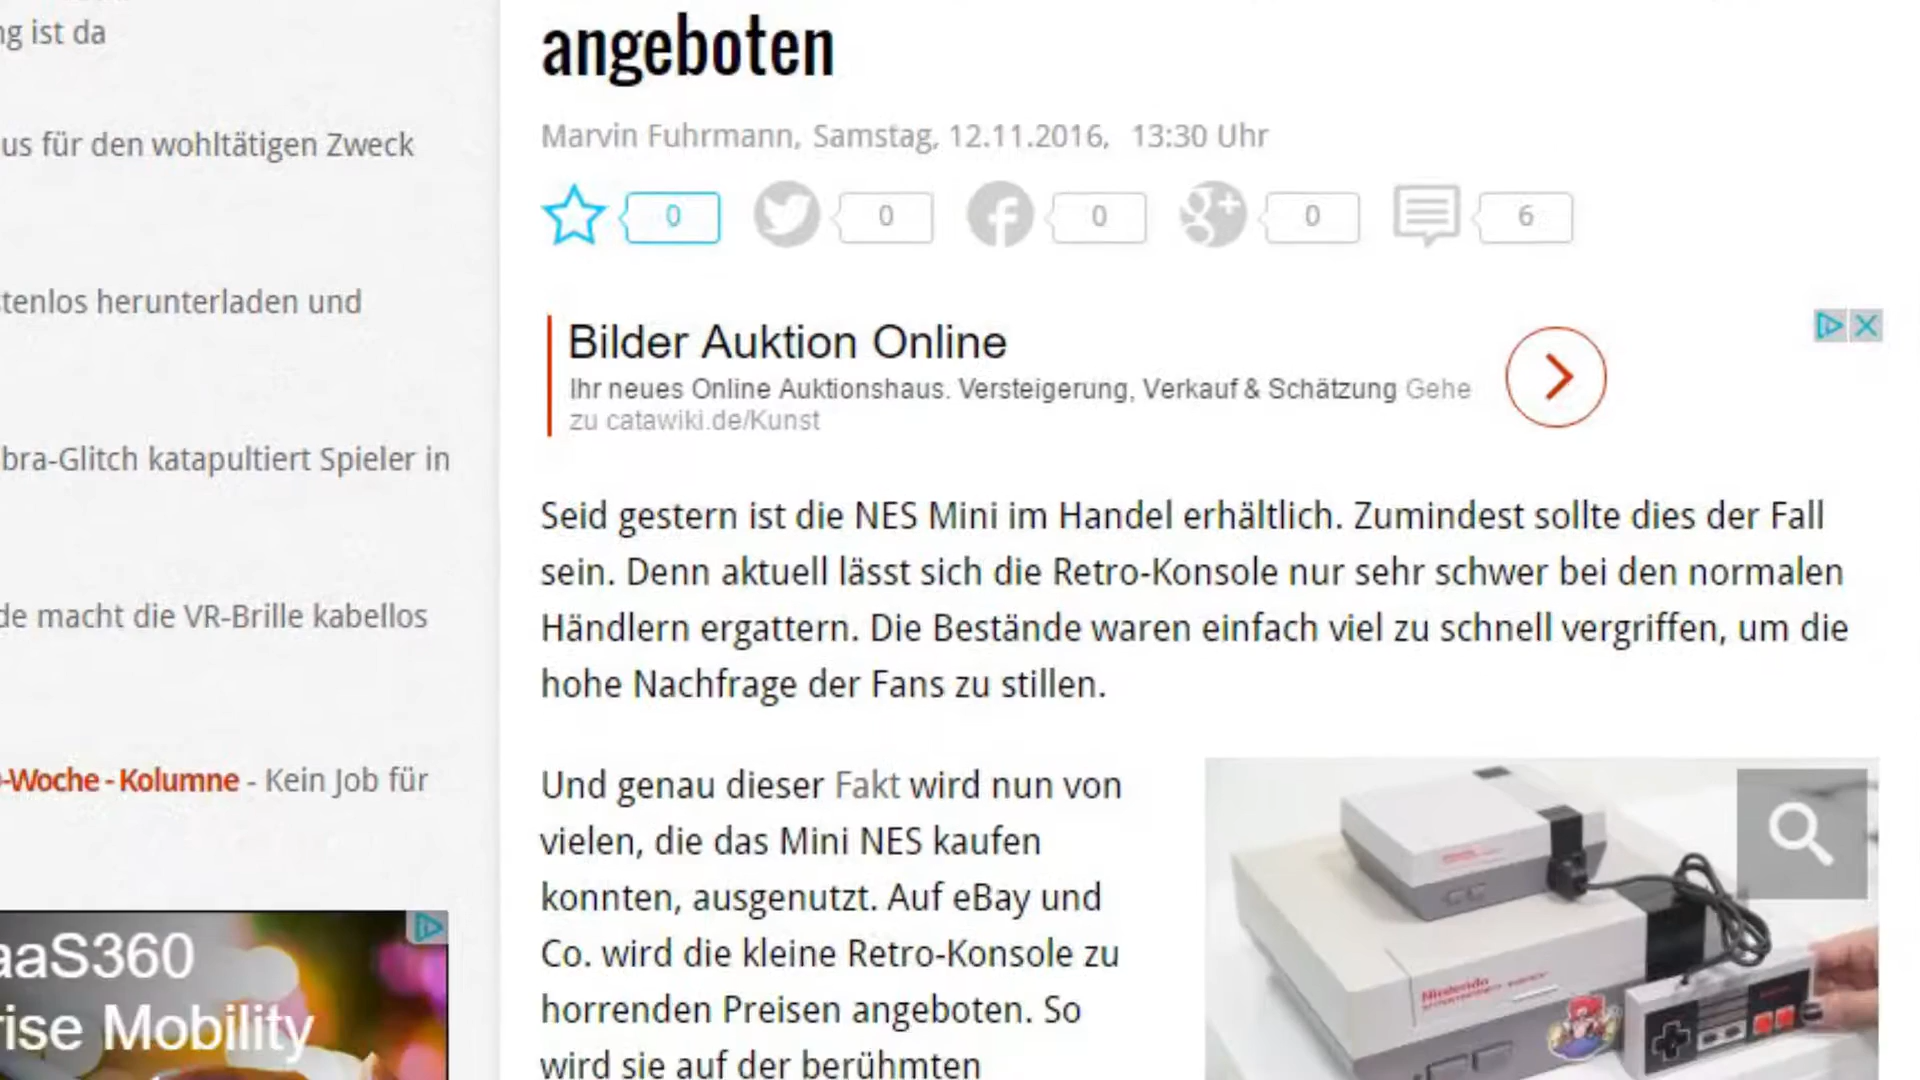 ng ist da
us für den wohltätigen Zweck
stenlos herunterladen und
bra-Glitch katapultiert Spieler in
de macht die VR-Brille kabellos
-Woche - Kolumne - Kein Job für
aaS360
rise Mobility
angeboten
Marvin Fuhrmann, Samstag, 12.11.2016, 13:30 Uhr
0 0 0 0 6
Bilder Auktion Online
Ihr neues Online Auktionshaus. Versteigerung, Verkauf & Schätzung Gehe
zu catawiki.de/Kunst
Seid gestern ist die NES Mini im Handel erhältlich. Zumindest sollte dies der Fall
sein. Denn aktuell lässt sich die Retro-Konsole nur sehr schwer bei den normalen
Händlern ergattern. Die Bestände waren einfach viel zu schnell vergriffen, um die
hohe Nachfrage der Fans zu stillen.
Und genau dieser Fakt wird nun von
vielen, die das Mini NES kaufen
konnten, ausgenutzt. Auf eBay und
Co. wird die kleine Retro-Konsole zu
horrenden Preisen angeboten. So
wird sie auf der berühmten
Nintendo